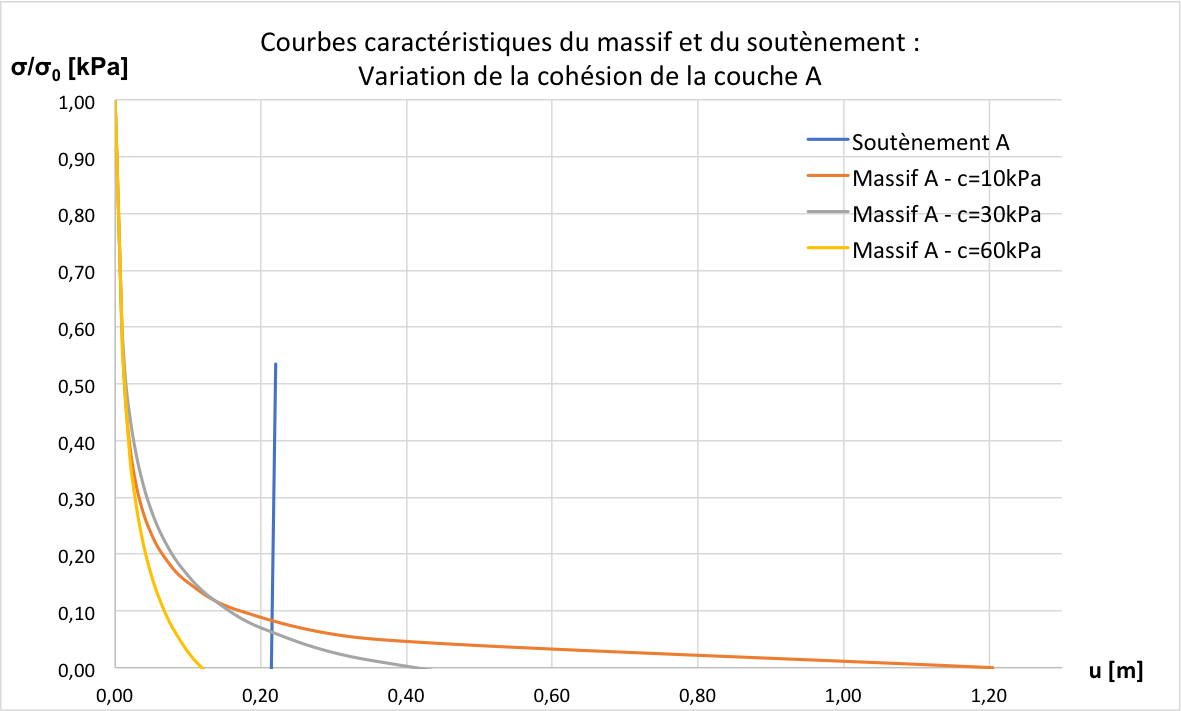 Courbes caractéristiques du massif et du soutènement :
Variation de la cohésion de la couche A
σ/σ₀ [kPa]
1,00
0,90
0,80
0,70
0,60
0,50
0,40
0,30
0,20
0,10
0,00
Soutènement A
Massif A - c=10kPa
Massif A - c=30kPa
Massif A - c=60kPa
0,00 0,20 0,40 0,60 0,80 1,00 1,20
u [m]